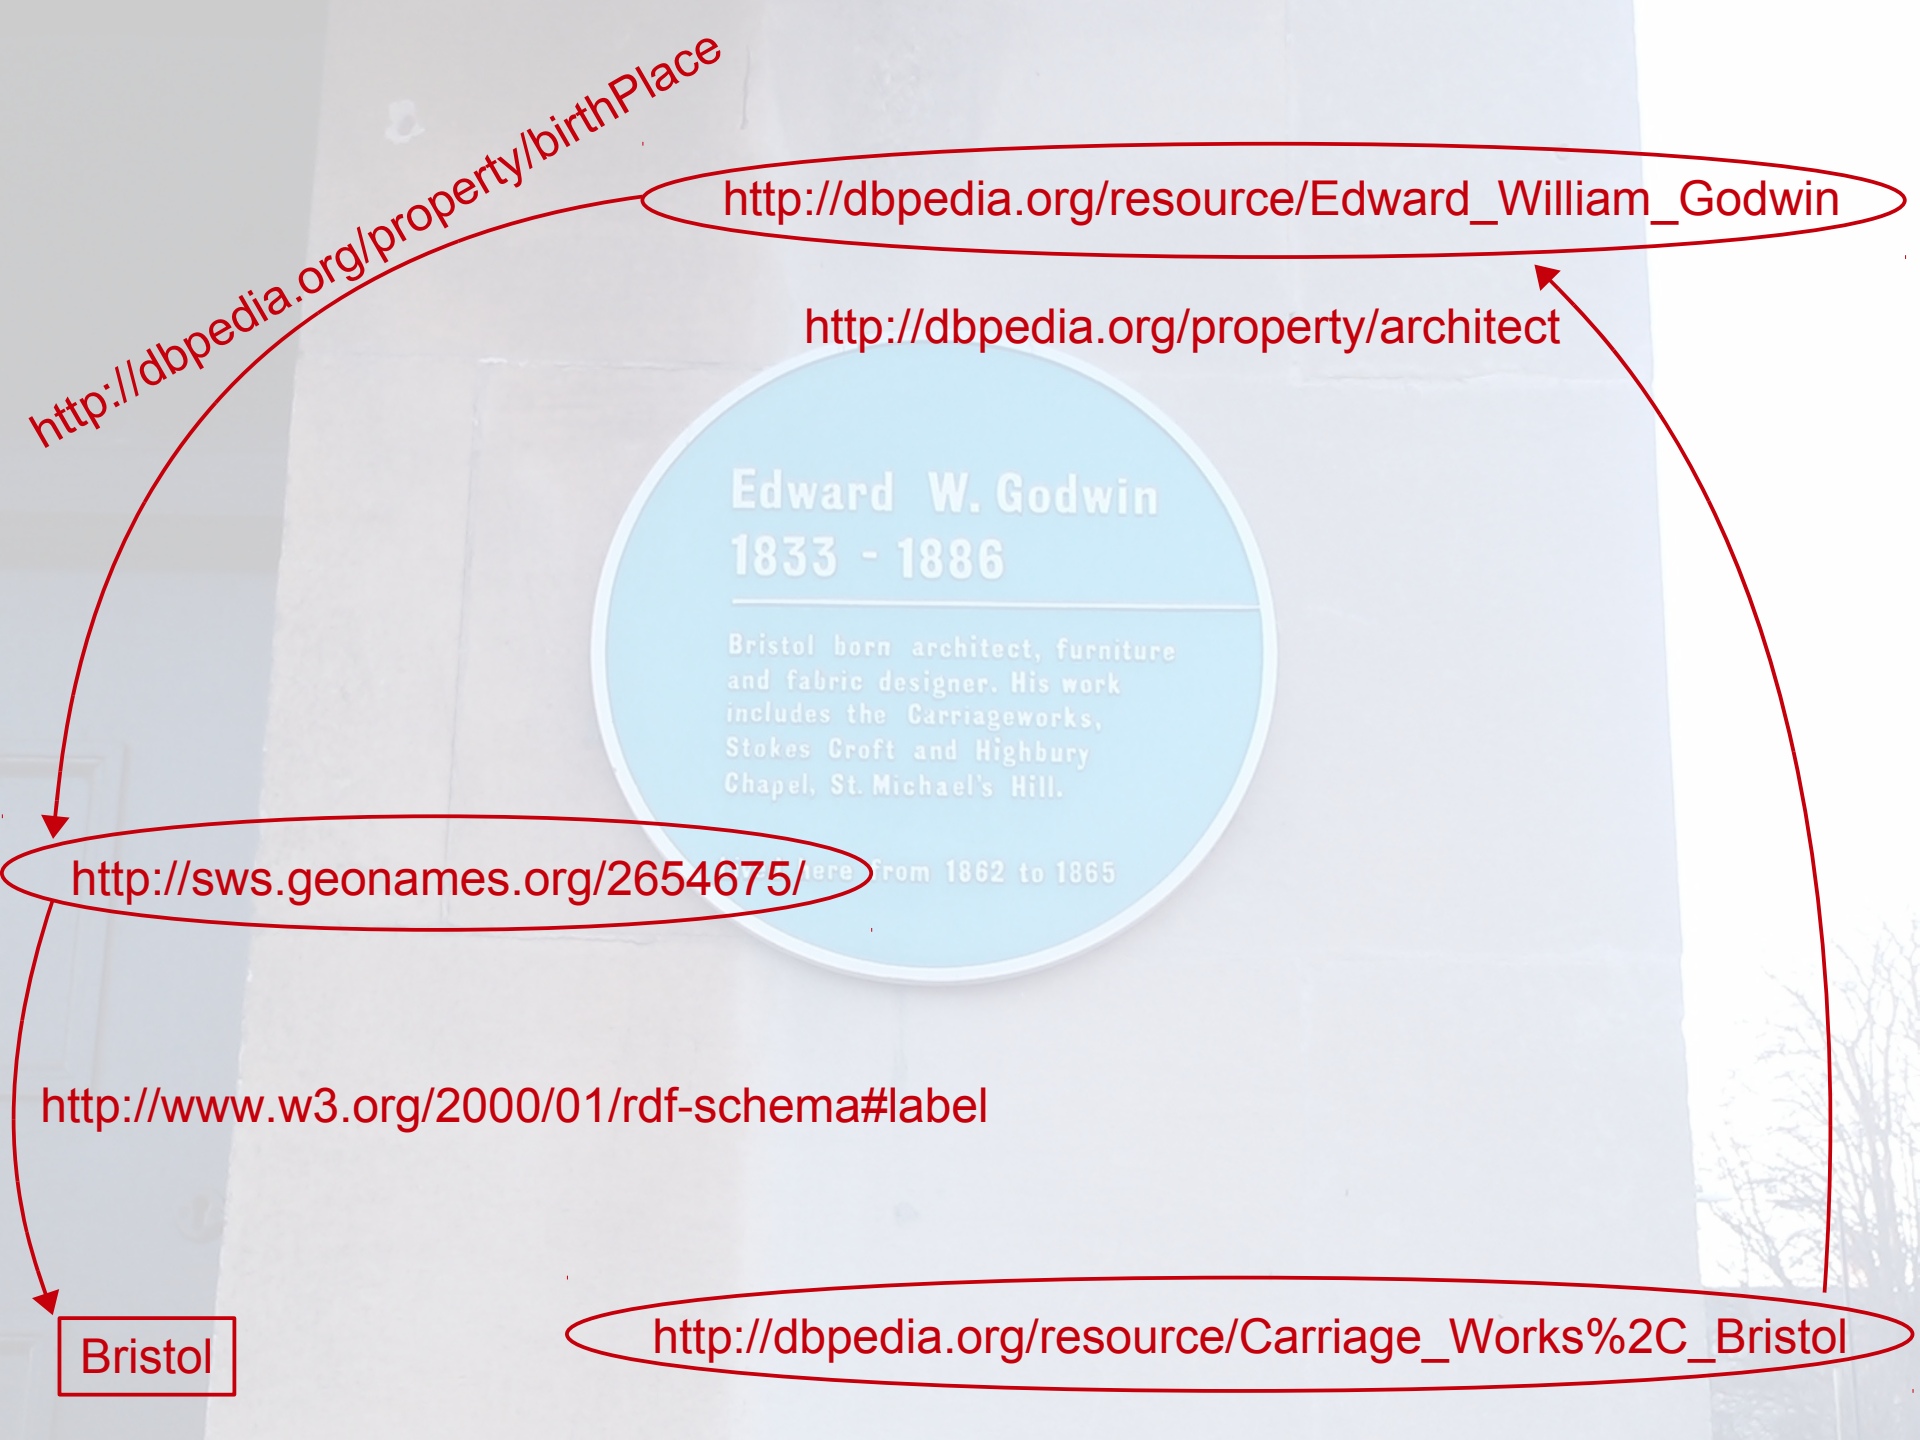 http://dbpedia.org/property/birthPlace
http://dbpedia.org/resource/Edward_William_Godwin
http://dbpedia.org/property/architect
Edward W. Godwin
1833 - 1886
Bristol born architect, furniture
and fabric designer. His work
includes the Carriageworks,
Stokes Croft and Highbury
Chapel, St. Michael's Hill.
http://sws.geonames.org/2654675/
here from 1862 to 1865
http://www.w3.org/2000/01/rdf-schema#label
http://dbpedia.org/resource/Carriage_Works%2C_Bristol
Bristol